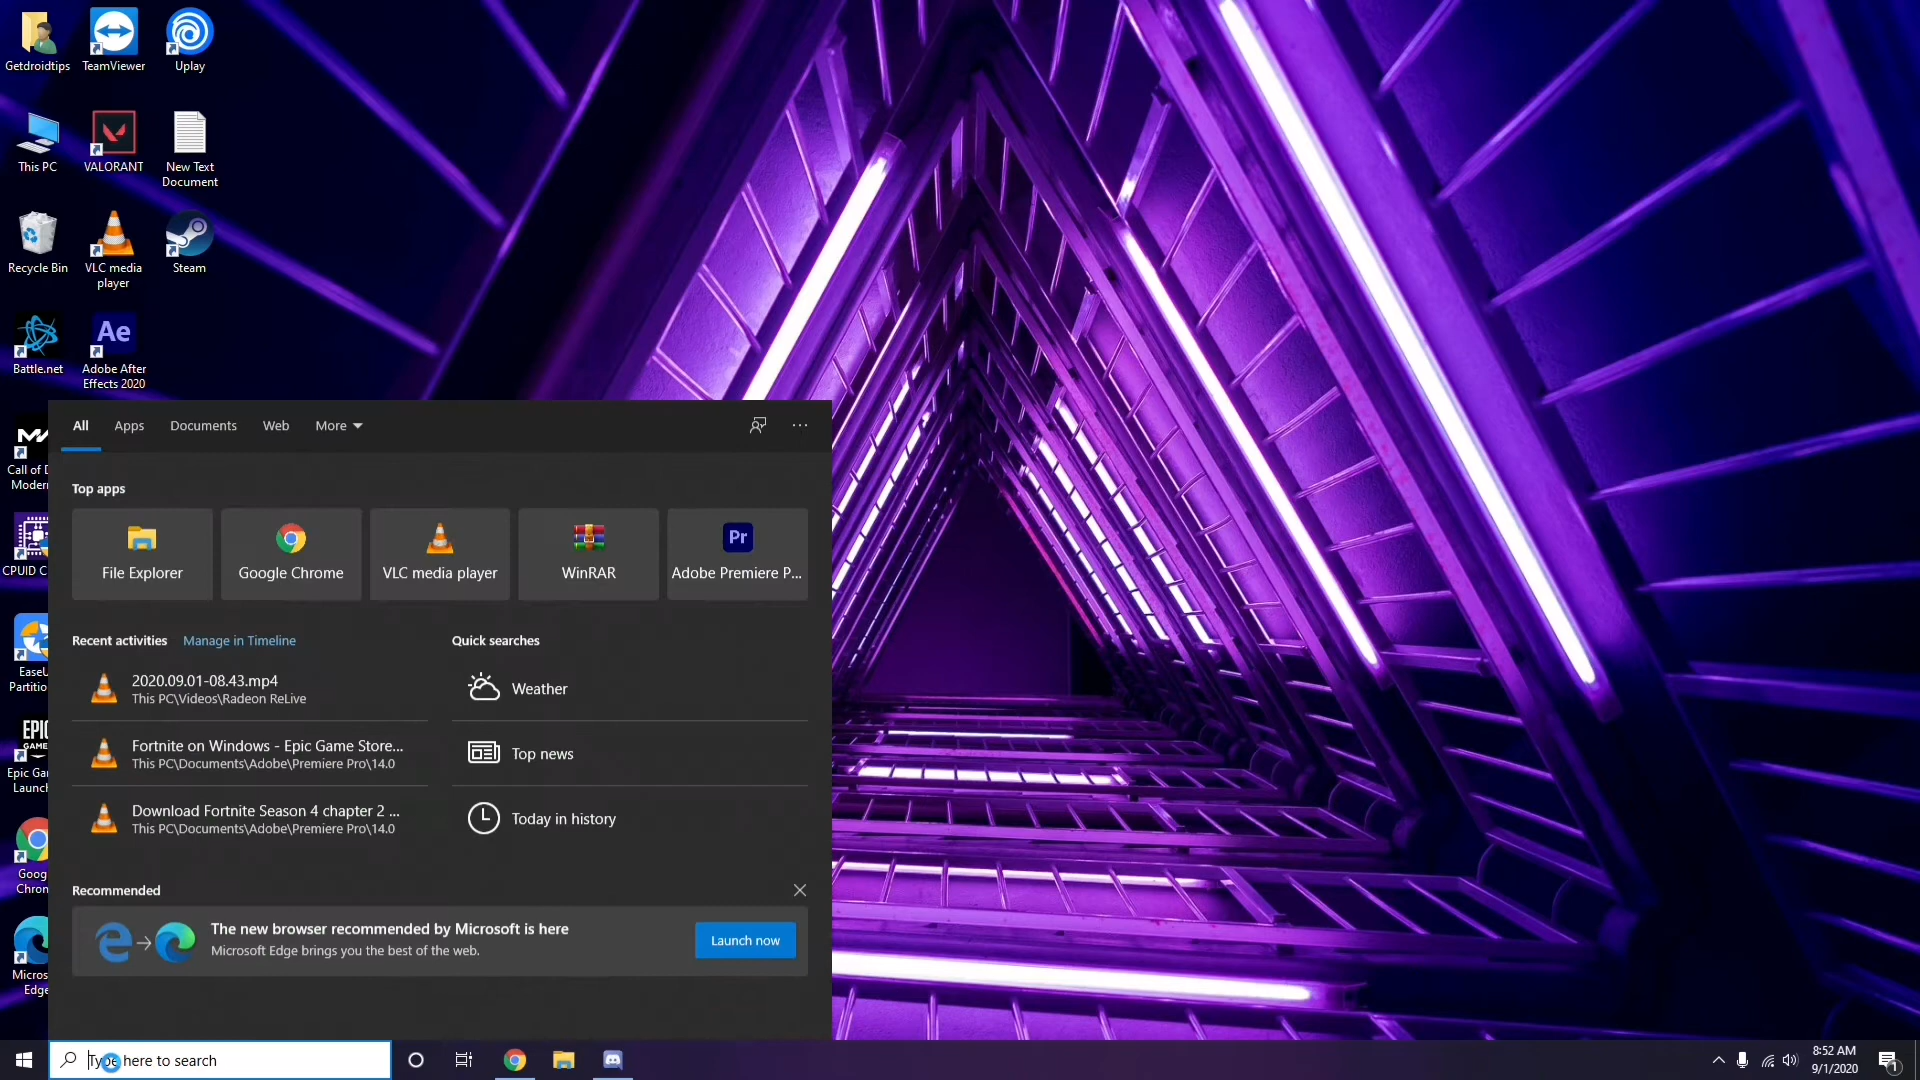 Getdroidtips
TeamViewer
Uplay
This PC
VALORANT
New Text
Document
Recycle Bin
VLC media
player
Steam
Battle.net
Ae
Adobe After
Effects 2020
Call of D
Modern
CPUID C
EaseU
Partition
EPIC
GAME
Epic Ga
Launch
Goog
Chron
Micros
Edge
All
Apps
Documents
Web
More
Top apps
File Explorer
Google Chrome
VLC media player
WinRAR
Pr
Adobe Premiere P...
Recent activities
Manage in Timeline
2020.09.01-08.43.mp4
This PC\Videos\Radeon ReLive
Fortnite on Windows - Epic Game Store...
This PC\Documents\Adobe\Premiere Pro\14.0
Download Fortnite Season 4 chapter 2 ...
This PC\Documents\Adobe\Premiere Pro\14.0
Quick searches
Weather
Top news
Today in history
Recommended
The new browser recommended by Microsoft is here
Microsoft Edge brings you the best of the web.
Launch now
Type here to search
8:52 AM
9/1/2020
1